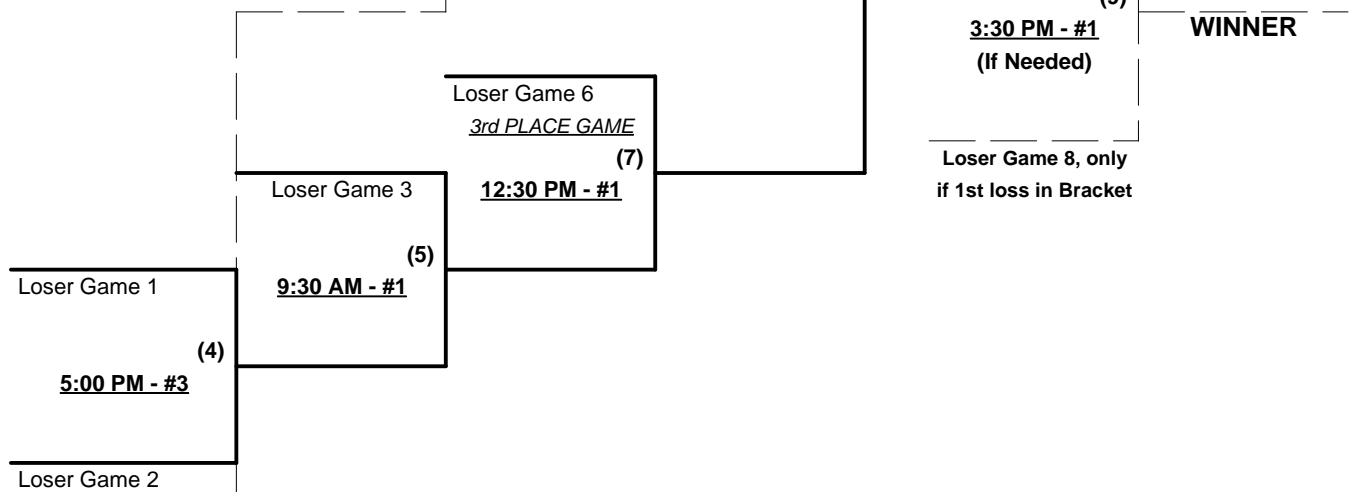 3:30 PM - #1
WINNER
(If Needed)
Loser Game 6
3rd PLACE GAME
(7)
Loser Game 8, only
Loser Game 3
12:30 PM - #1
if 1st loss in Bracket
(5)
Loser Game 1
9:30 AM - #1
(4)
5:00 PM - #3
Loser Game 2